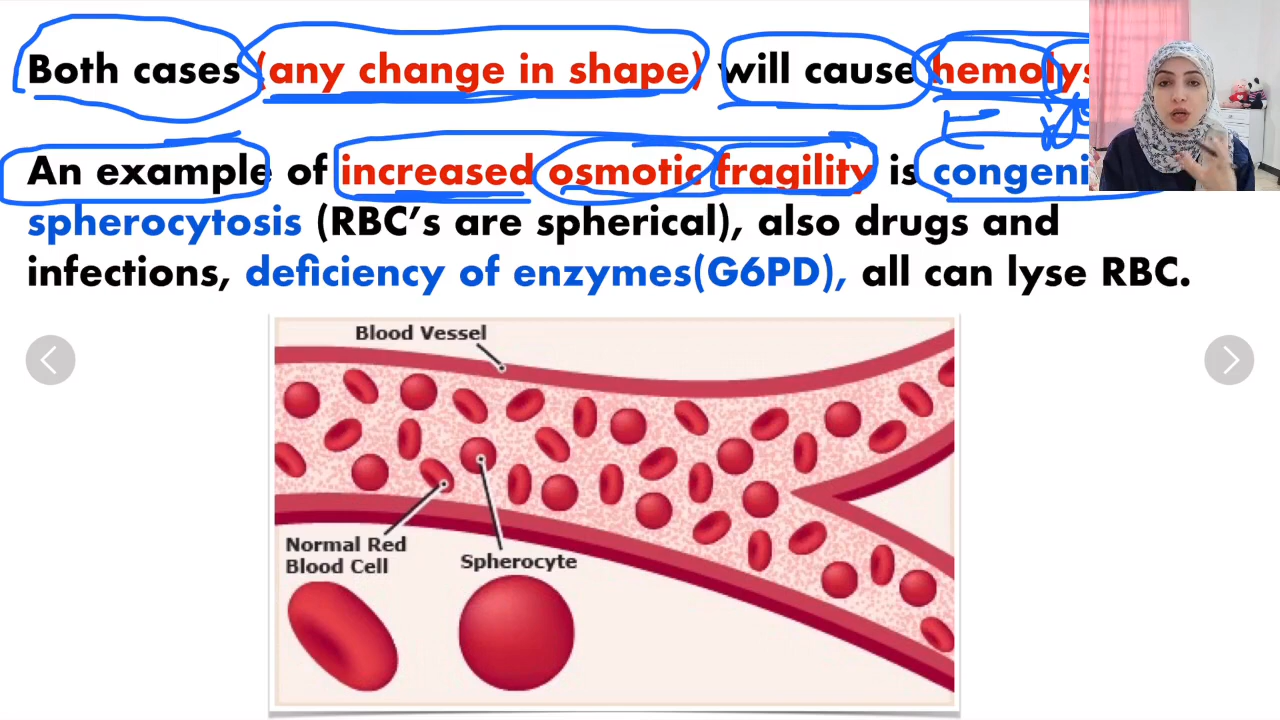 Both cases (any change in shape) will cause hemolys
An example of increased osmotic fragility is congeni
spherocytosis (RBC’s are spherical), also drugs and
infections, deficiency of enzymes(G6PD), all can lyse RBC.
Blood Vessel
Normal Red
Blood Cell
Spherocyte